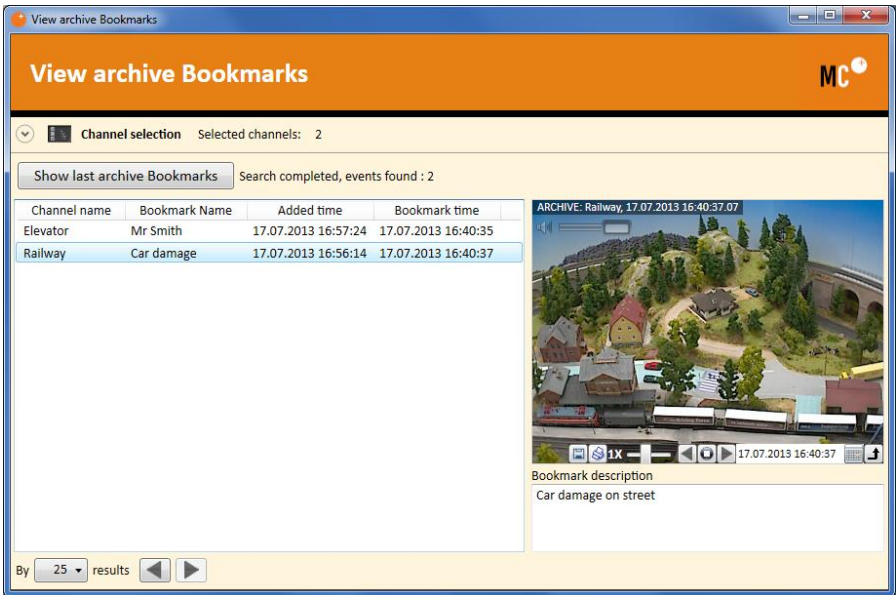 View archive Bookmarks
View archive Bookmarks
MC
Channel selection Selected channels: 2
Show last archive Bookmarks Search completed, events found : 2
Channel name Bookmark Name Added time Bookmark time
Elevator Mr Smith 17.07.2013 16:57:24 17.07.2013 16:40:35
Railway Car damage 17.07.2013 16:56:14 17.07.2013 16:40:37
ARCHIVE: Railway, 17.07.2013 16:40:37.07
1X 17.07.2013 16:40:37
Bookmark description
Car damage on street
By 25 results